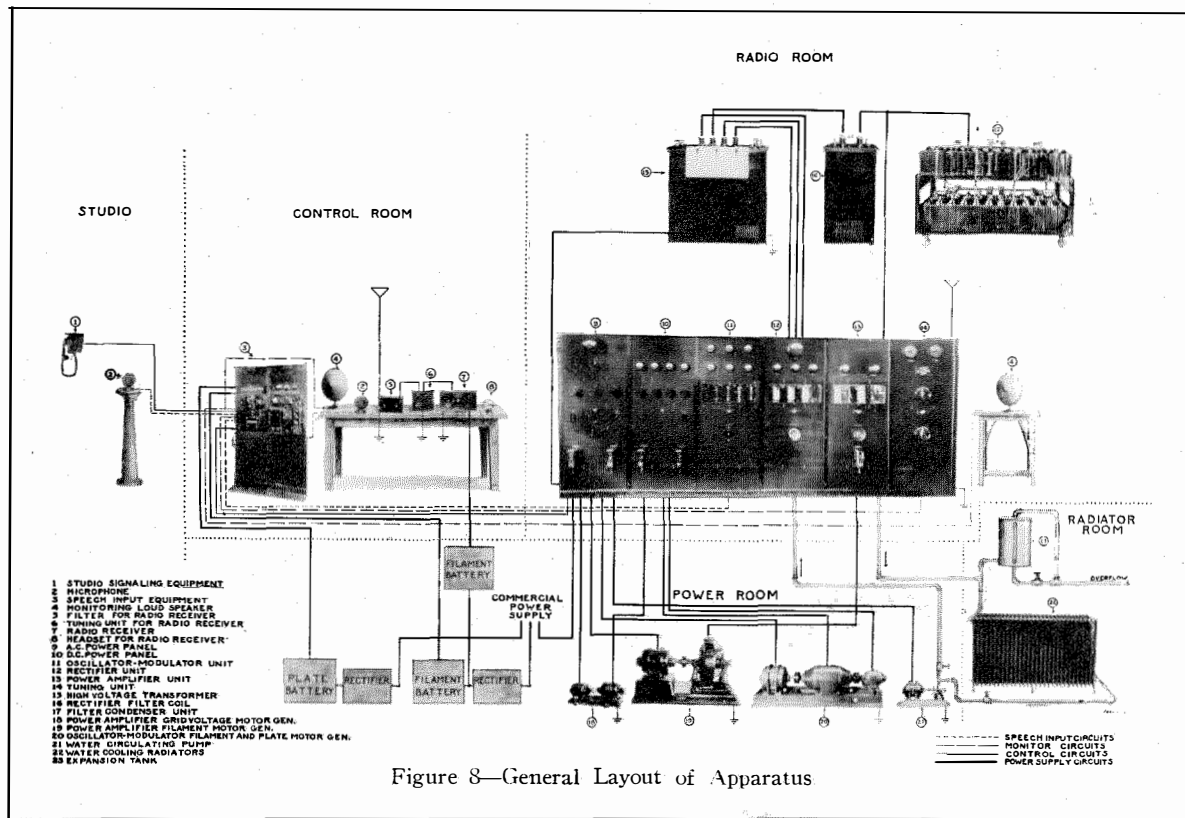 RADIO ROOM
STUDIO
CONTROL ROOM
RADIATOR ROOM
OVERFLOW
POWER ROOM
COMMERCIAL POWER SUPPLY
FILAMENT BATTERY
PLATE BATTERY
RECTIFIER
FILAMENT BATTERY
RECTIFIER
1 STUDIO SIGNALING EQUIPMENT
2 MICROPHONE
3 SPEECH INPUT EQUIPMENT
4 MONITORING LOUD SPEAKER
5 FILTER FOR RADIO RECEIVER
6 TUNING UNIT FOR RADIO RECEIVER
7 RADIO RECEIVER
8 HEADSET FOR RADIO RECEIVER
9 A.C. POWER PANEL
10 D.C. POWER PANEL
11 OSCILLATOR-MODULATOR UNIT
12 RECTIFIER UNIT
13 POWER AMPLIFIER UNIT
14 TUNING UNIT
15 HIGH VOLTAGE TRANSFORMER
16 RECTIFIER FILTER COIL
17 FILTER CONDENSER UNIT
18 POWER AMPLIFIER GRID VOLTAGE MOTOR GEN.
19 POWER AMPLIFIER FILAMENT MOTOR GEN.
20 OSCILLATOR-MODULATOR FILAMENT AND PLATE MOTOR GEN.
21 WATER CIRCULATING PUMP
22 WATER COOLING RADIATORS
23 EXPANSION TANK
SPEECH INPUT CIRCUITS
MONITOR CIRCUITS
CONTROL CIRCUITS
POWER SUPPLY CIRCUITS
Figure 8—General Layout of Apparatus